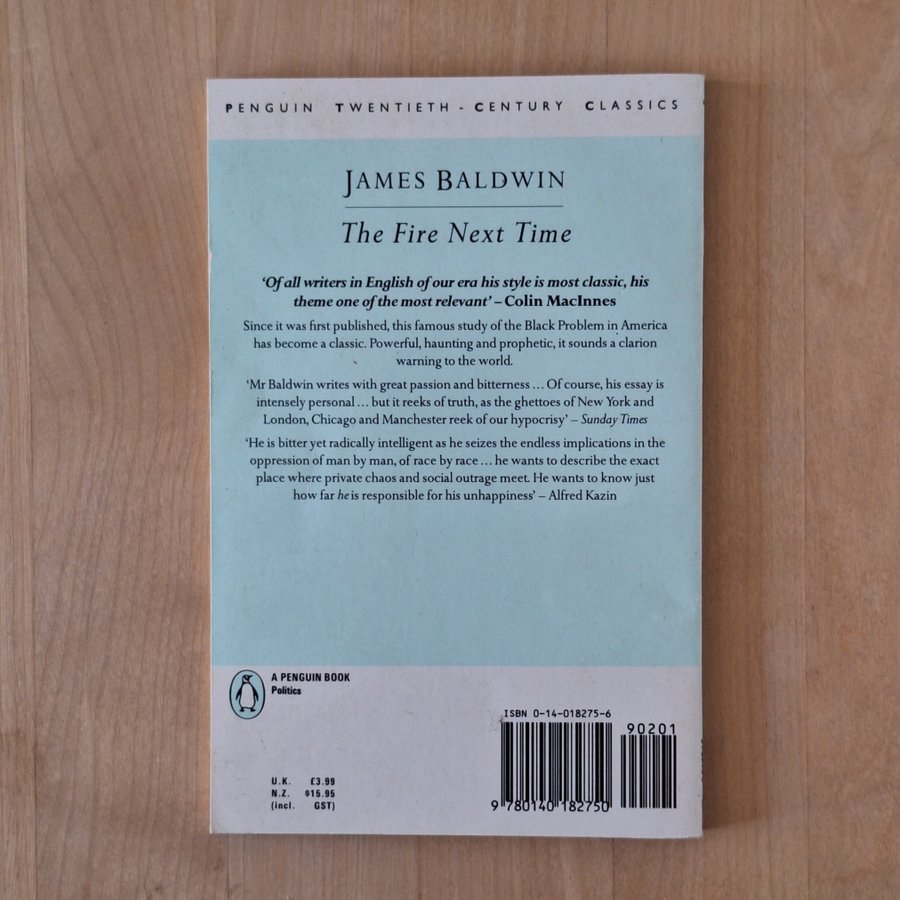 PENGUIN TWENTIETH-CENTURY CLASSICS
JAMES BALDWIN
The Fire Next Time
‘Of all writers in English of our era his style is most classic, his
theme one of the most relevant’ – Colin MacInnes
Since it was first published, this famous study of the Black Problem in America
has become a classic. Powerful, haunting and prophetic, it sounds a clarion
warning to the world.
‘Mr Baldwin writes with great passion and bitterness ... Of course, his essay is
intensely personal ... but it reeks of truth, as the ghettoes of New York and
London, Chicago and Manchester reek of our hypocrisy’ – Sunday Times
‘He is bitter yet radically intelligent as he seizes the endless implications in the
oppression of man by man, of race by race ... he wants to describe the exact
place where private chaos and social outrage meet. He wants to know just
how far he is responsible for his unhappiness’ – Alfred Kazin
A PENGUIN BOOK
Politics
U.K. £3.99
N.Z. $15.95
(incl. GST)
ISBN 0-14-018275-6
90201
9 780140 182750